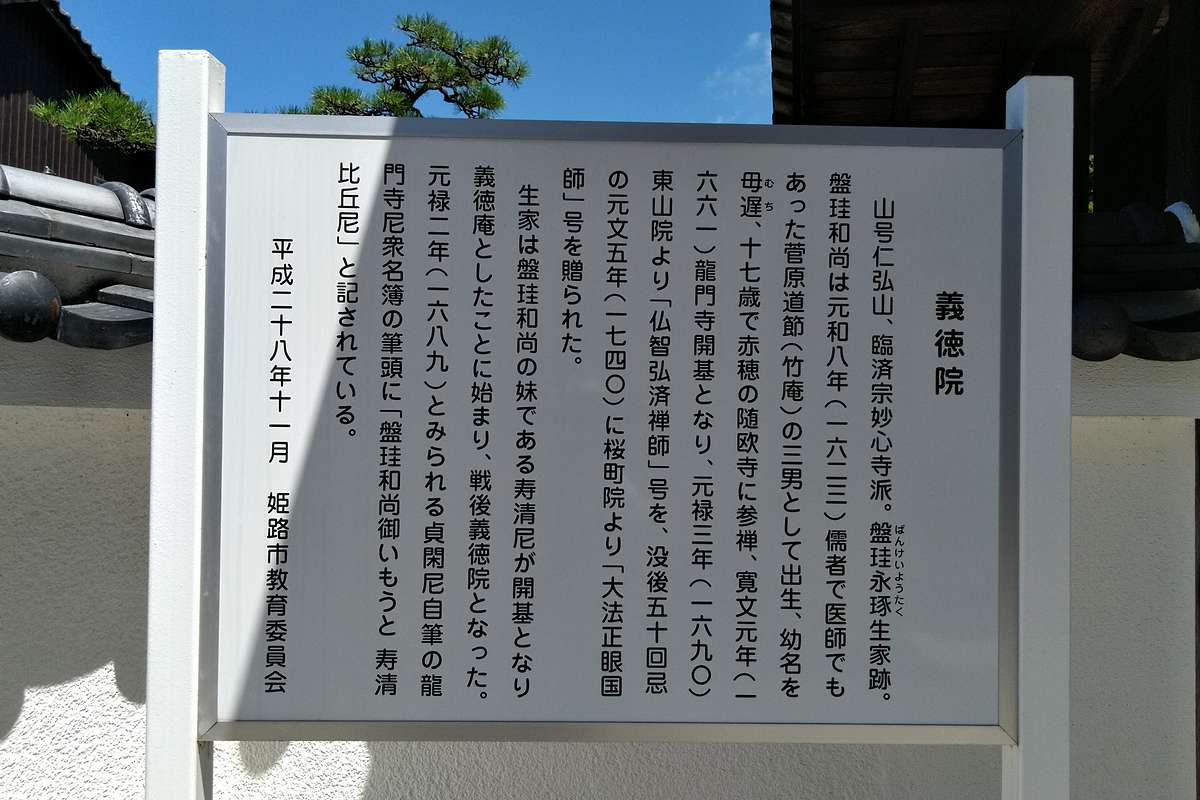 義徳院
山号仁弘山、臨済宗妙心寺派。盤珪永琢生家跡。
ばんけいようたく
盤珪和尚は元和八年（一六二二）儒者で医師でも
あった菅原道節（竹庵）の三男として出生、幼名を
母遅、十七歳で赤穂の随欧寺に参禅、寛文元年（一
むち
六六一）龍門寺開基となり、元禄三年（一六九〇）
東山院より「仏智弘済禅師」号を、没後五十回忌
の元文五年（一七四〇）に桜町院より「大法正眼国
師」号を贈られた。
生家は盤珪和尚の妹である寿清尼が開基となり
義徳庵としたことに始まり、戦後義徳院となった。
元禄二年（一六八九）とみられる貞閑尼自筆の龍
門寺尼衆名簿の筆頭に「盤珪和尚御いもうと 寿清
比丘尼」と記されている。
平成二十八年十一月　姫路市教育委員会